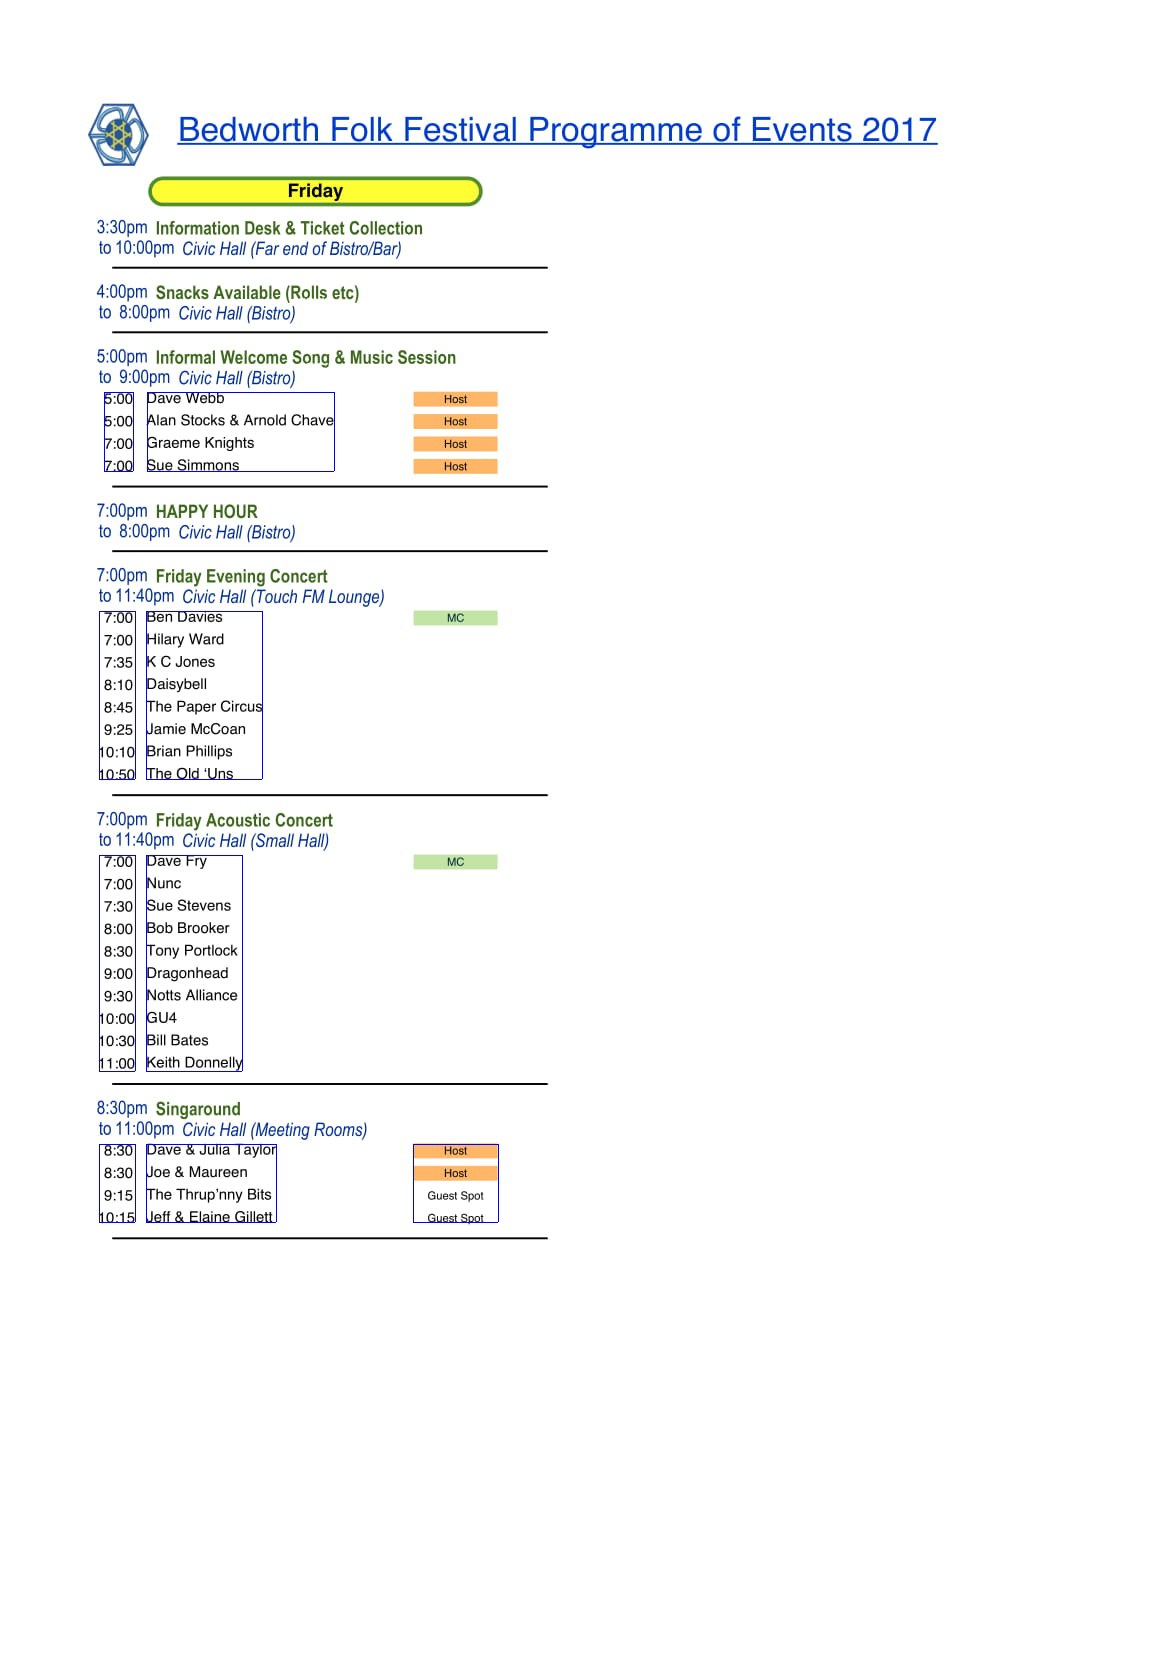 Bedworth Folk Festival Programme of Events 2017
Friday
3:30pm Information Desk & Ticket Collection
to 10:00pm Civic Hall (Far end of Bistro/Bar)
4:00pm Snacks Available (Rolls etc)
to 8:00pm Civic Hall (Bistro)
5:00pm Informal Welcome Song & Music Session
to 9:00pm Civic Hall (Bistro)
5:00 Dave Webb Host
5:00 Alan Stocks & Arnold Chave Host
7:00 Graeme Knights Host
7:00 Sue Simmons Host
7:00pm HAPPY HOUR
to 8:00pm Civic Hall (Bistro)
7:00pm Friday Evening Concert
to 11:40pm Civic Hall (Touch FM Lounge)
7:00 Ben Davies MC
7:00 Hilary Ward
7:35 K C Jones
8:10 Daisybell
8:45 The Paper Circus
9:25 Jamie McCoan
10:10 Brian Phillips
10:50 The Old ‘Uns
7:00pm Friday Acoustic Concert
to 11:40pm Civic Hall (Small Hall)
7:00 Dave Fry MC
7:00 Nunc
7:30 Sue Stevens
8:00 Bob Brooker
8:30 Tony Portlock
9:00 Dragonhead
9:30 Notts Alliance
10:00 GU4
10:30 Bill Bates
11:00 Keith Donnelly
8:30pm Singaround
to 11:00pm Civic Hall (Meeting Rooms)
8:30 Dave & Julia Taylor Host
8:30 Joe & Maureen Host
9:15 The Thrup’nny Bits Guest Spot
10:15 Jeff & Elaine Gillett Guest Spot